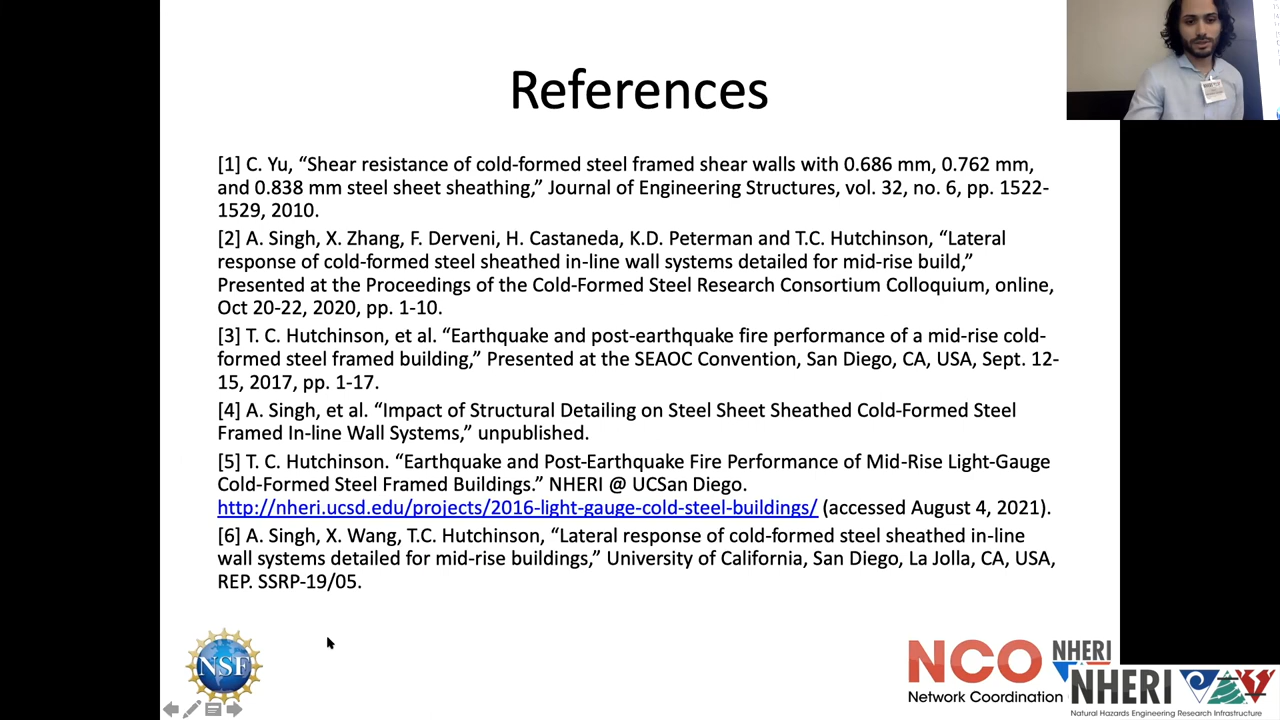 References
[1] C. Yu, “Shear resistance of cold-formed steel framed shear walls with 0.686 mm, 0.762 mm,
and 0.838 mm steel sheet sheathing,” Journal of Engineering Structures, vol. 32, no. 6, pp. 1522-
1529, 2010.
[2] A. Singh, X. Zhang, F. Derveni, H. Castaneda, K.D. Peterman and T.C. Hutchinson, “Lateral
response of cold-formed steel sheathed in-line wall systems detailed for mid-rise build,”
Presented at the Proceedings of the Cold-Formed Steel Research Consortium Colloquium, online,
Oct 20-22, 2020, pp. 1-10.
[3] T. C. Hutchinson, et al. “Earthquake and post-earthquake fire performance of a mid-rise cold-
formed steel framed building,” Presented at the SEAOC Convention, San Diego, CA, USA, Sept. 12-
15, 2017, pp. 1-17.
[4] A. Singh, et al. “Impact of Structural Detailing on Steel Sheet Sheathed Cold-Formed Steel
Framed In-line Wall Systems,” unpublished.
[5] T. C. Hutchinson. “Earthquake and Post-Earthquake Fire Performance of Mid-Rise Light-Gauge
Cold-Formed Steel Framed Buildings.” NHERI @ UCSan Diego.
http://nheri.ucsd.edu/projects/2016-light-gauge-cold-steel-buildings/ (accessed August 4, 2021).
[6] A. Singh, X. Wang, T.C. Hutchinson, “Lateral response of cold-formed steel sheathed in-line
wall systems detailed for mid-rise buildings,” University of California, San Diego, La Jolla, CA, USA,
REP. SSRP-19/05.
NSF
NCO
Network Coordination
NHERI
NHERI
Natural Hazards Engineering Research Infrastructure